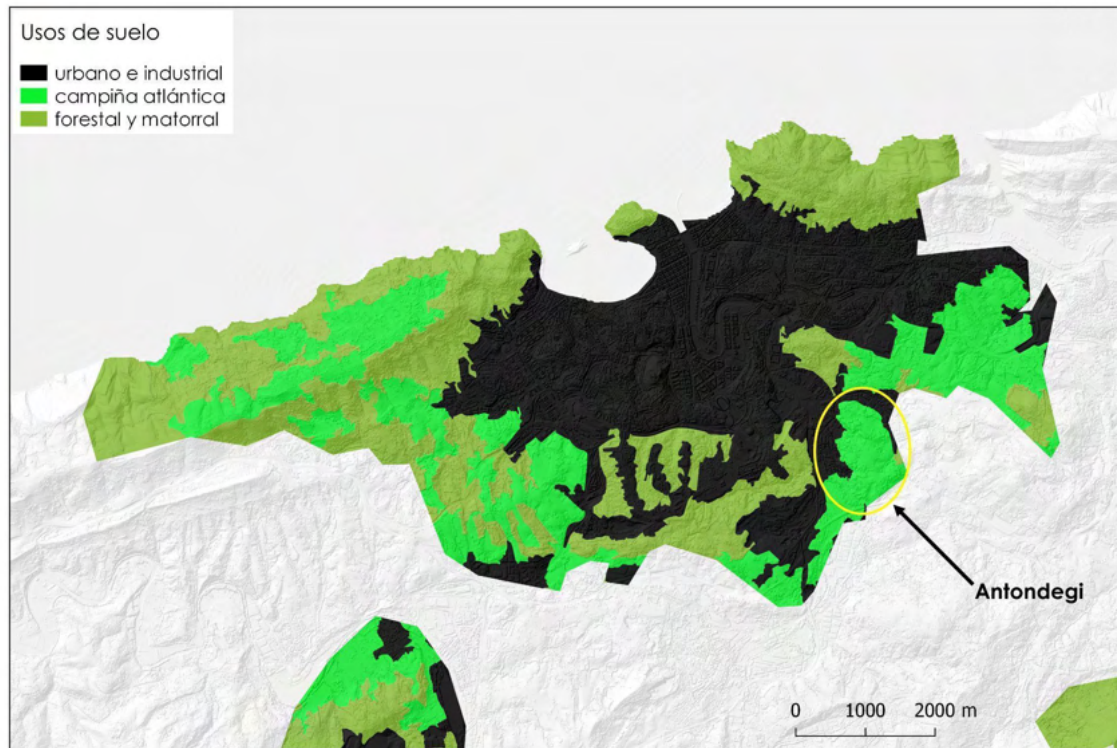 Usos de suelo
urbano e industrial
campiña atlántica
forestal y matorral
Antondegi
0 1000 2000 m